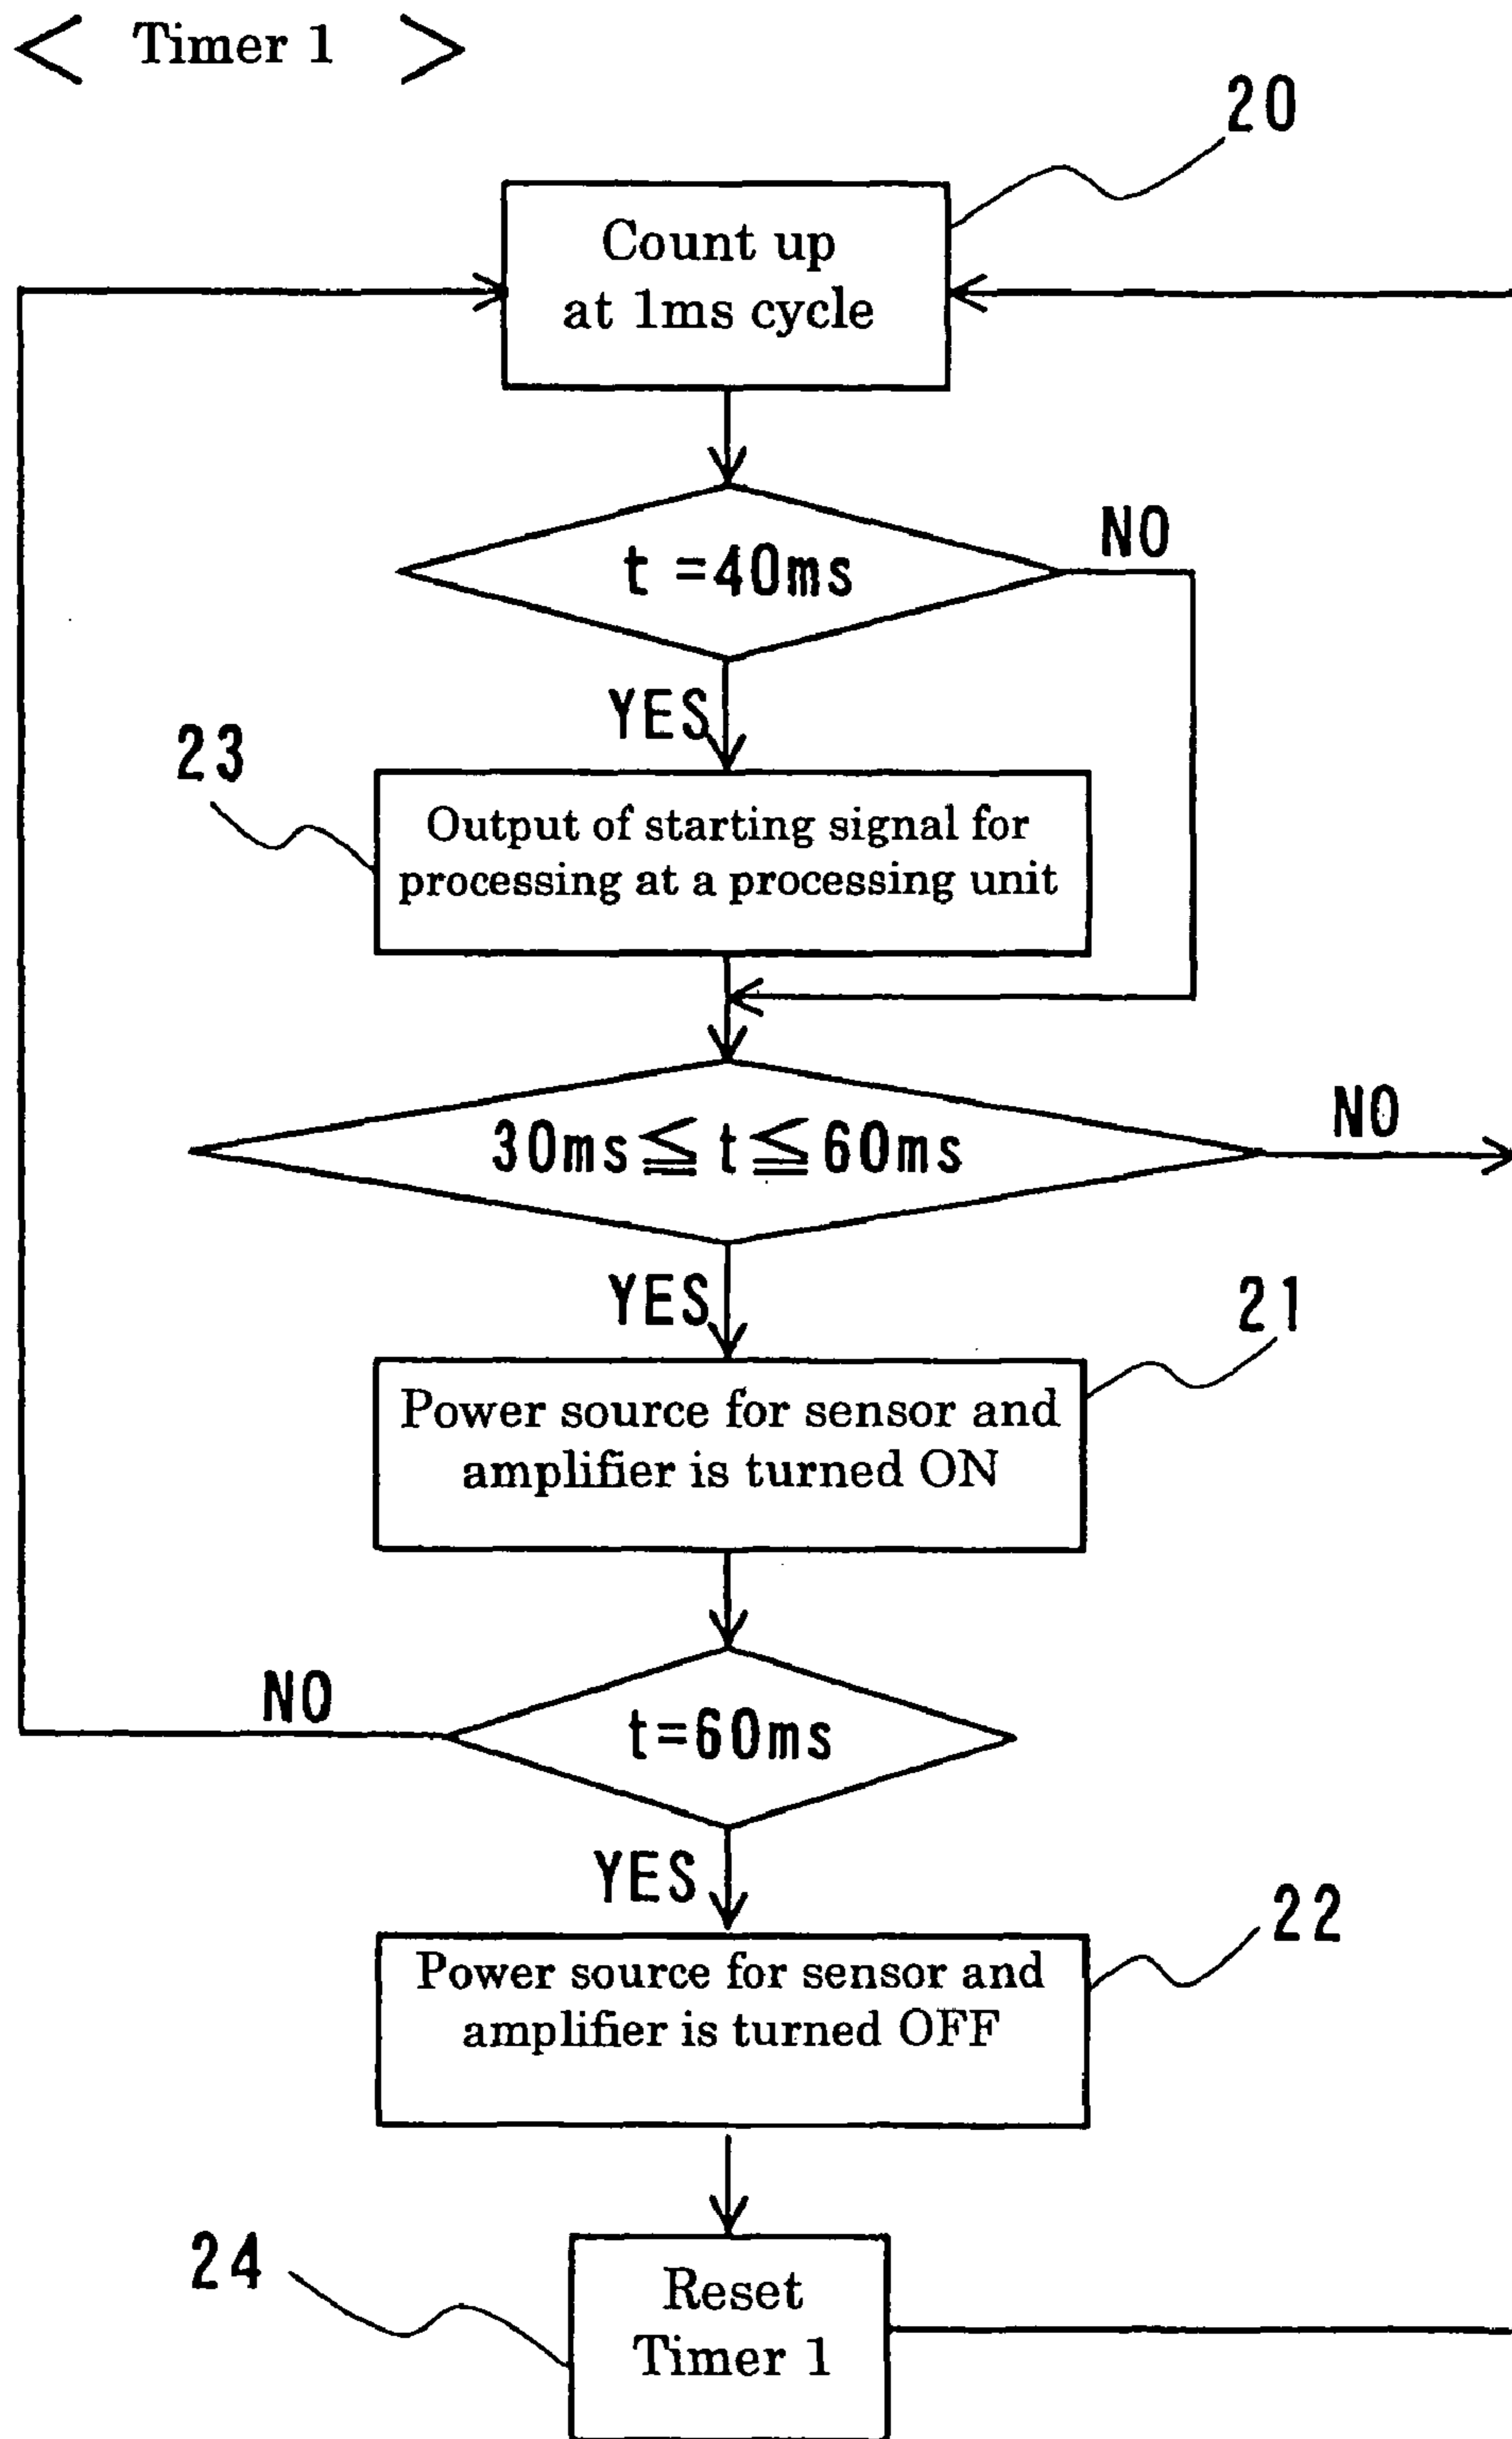 < Timer 1 >
20
Count up
at 1ms cycle
t =40ms
NO
YES
23
Output of starting signal for
processing at a processing unit
30ms≦ t≦60ms
NO
YES
21
Power source for sensor and
amplifier is turned ON
NO
t=60ms
YES
22
Power source for sensor and
amplifier is turned OFF
24
Reset
Timer 1